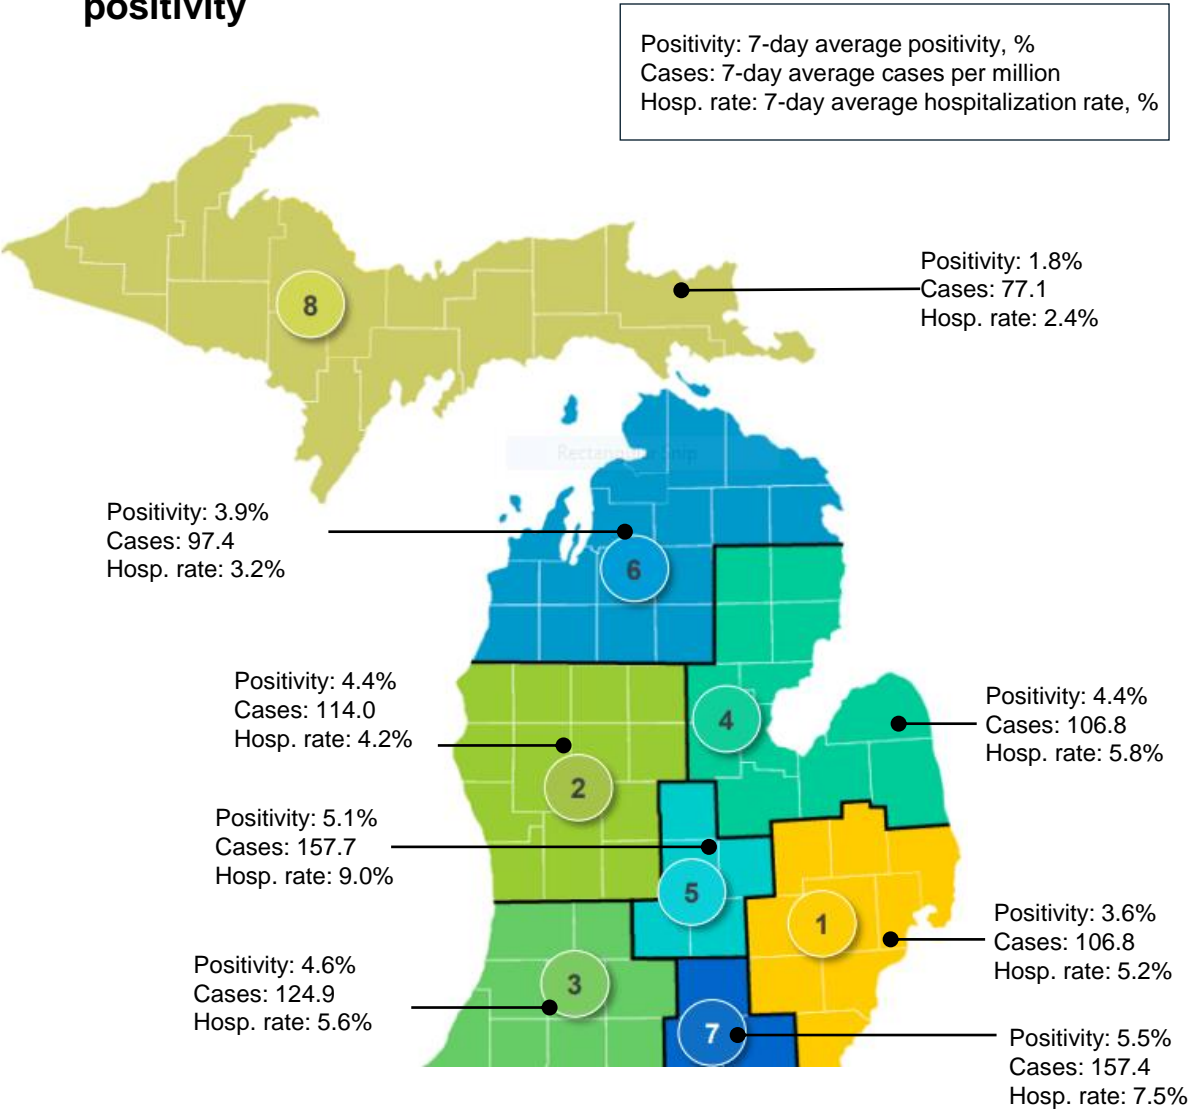 positivity
Positivity: 7-day average positivity, %
Cases: 7-day average cases per million
Hosp. rate: 7-day average hospitalization rate, %
Positivity: 1.8%
Cases: 77.1
Hosp. rate: 2.4%
8
Positivity: 3.9%
Cases: 97.4
Hosp. rate: 3.2%
6
Positivity: 4.4%
Cases: 114.0
Hosp. rate: 4.2%
2
4
Positivity: 4.4%
Cases: 106.8
Hosp. rate: 5.8%
Positivity: 5.1%
Cases: 157.7
Hosp. rate: 9.0%
5
1
Positivity: 3.6%
Cases: 106.8
Hosp. rate: 5.2%
Positivity: 4.6%
Cases: 124.9
Hosp. rate: 5.6%
3
7
Positivity: 5.5%
Cases: 157.4
Hosp. rate: 7.5%